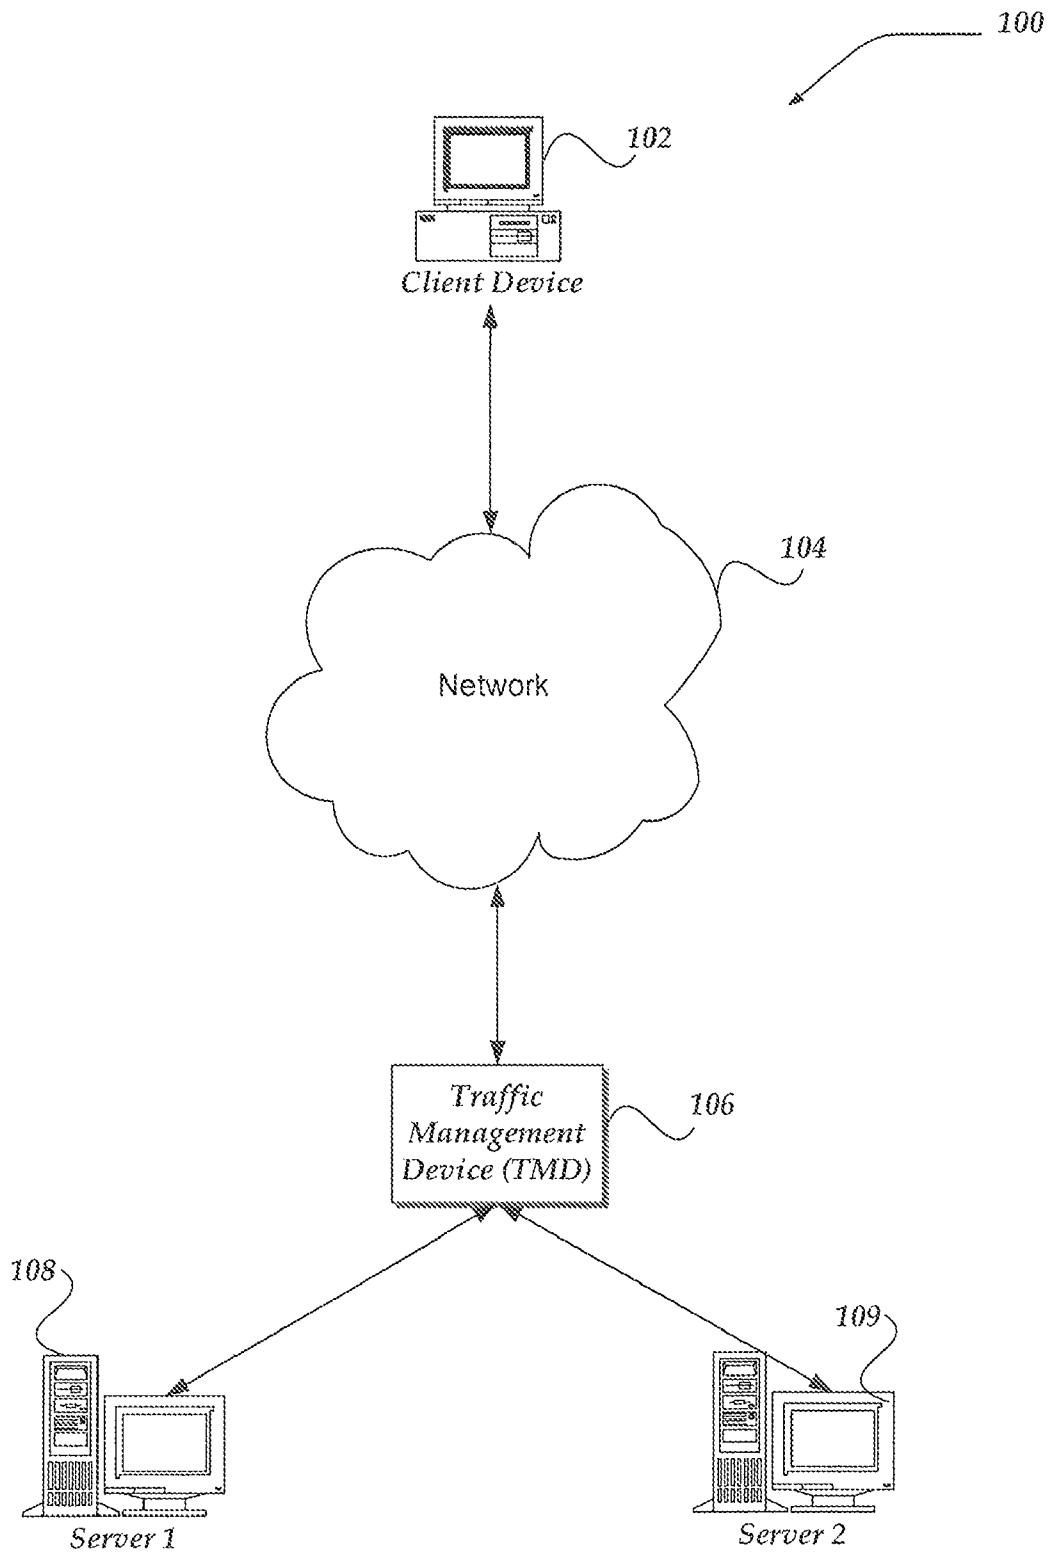 100
102
Client Device
104
Network
Traffic
Management
Device (TMD)
106
108
109
Server 1
Server 2